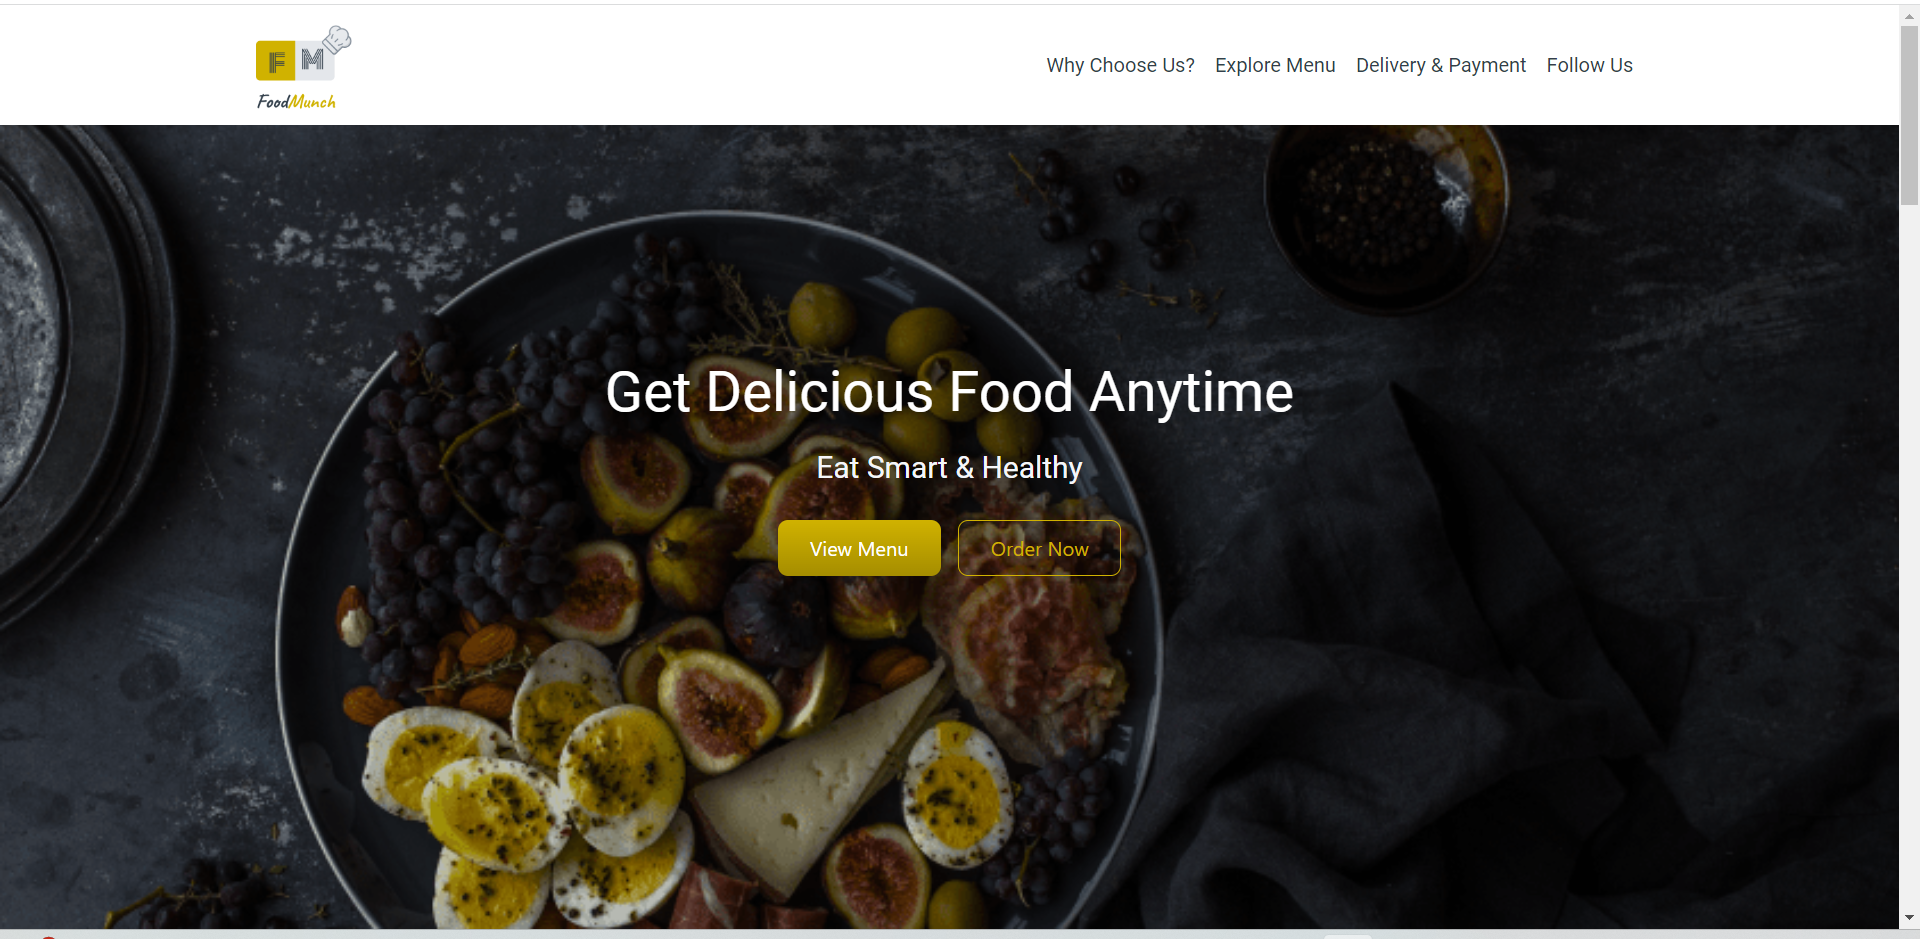 F M
FoodMunch
Why Choose Us? Explore Menu Delivery & Payment Follow Us
Get Delicious Food Anytime
Eat Smart & Healthy
View Menu Order Now